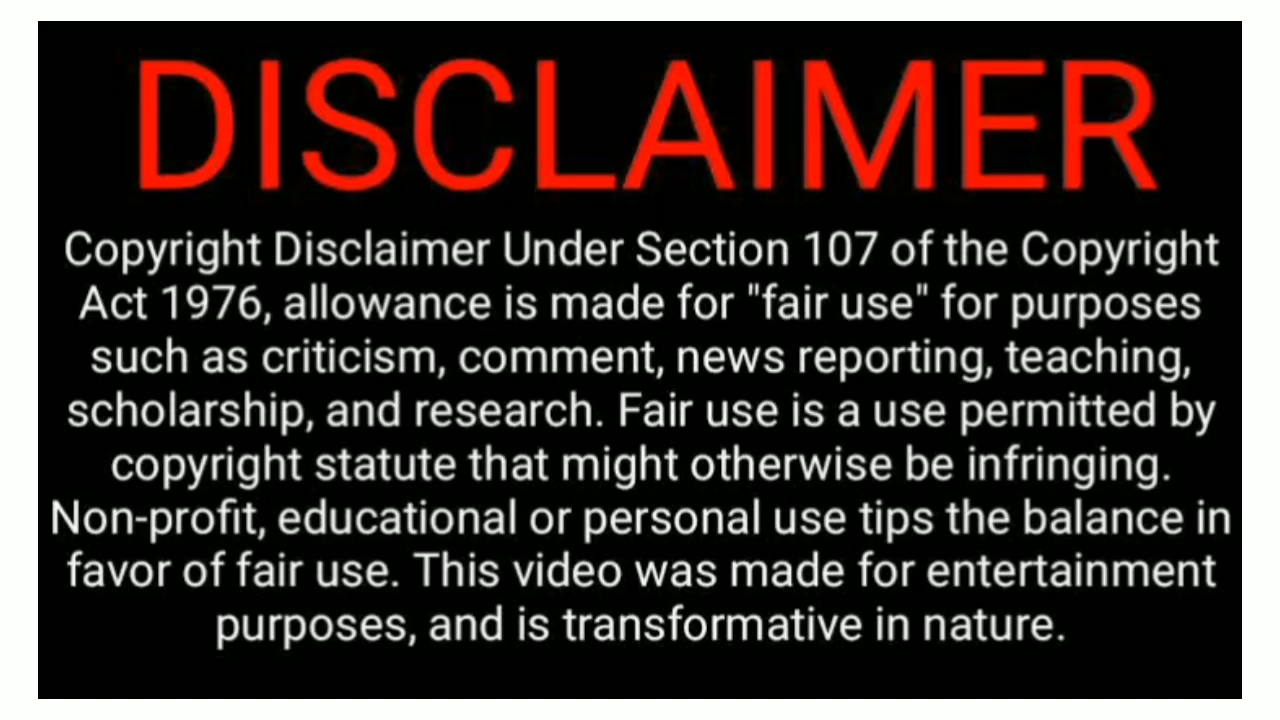 DISCLAIMER
Copyright Disclaimer Under Section 107 of the Copyright
Act 1976, allowance is made for "fair use" for purposes
such as criticism, comment, news reporting, teaching,
scholarship, and research. Fair use is a use permitted by
copyright statute that might otherwise be infringing.
Non-profit, educational or personal use tips the balance in
favor of fair use. This video was made for entertainment
purposes, and is transformative in nature.